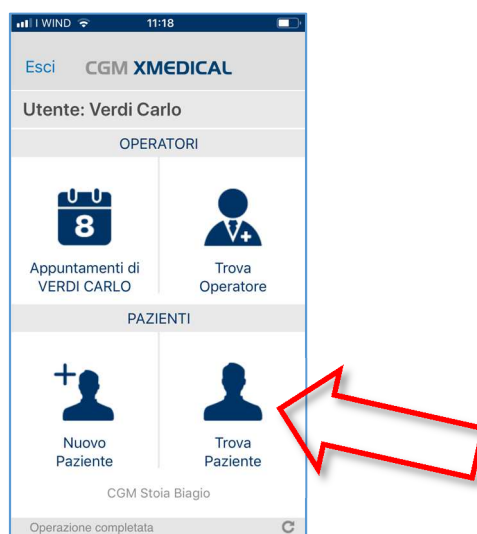 I WIND 11:18
Esci CGM XMEDICAL
Utente: Verdi Carlo
OPERATORI
8
Appuntamenti di
VERDI CARLO
Trova
Operatore
PAZIENTI
Nuovo
Paziente
Trova
Paziente
CGM Stoia Biagio
Operazione completata